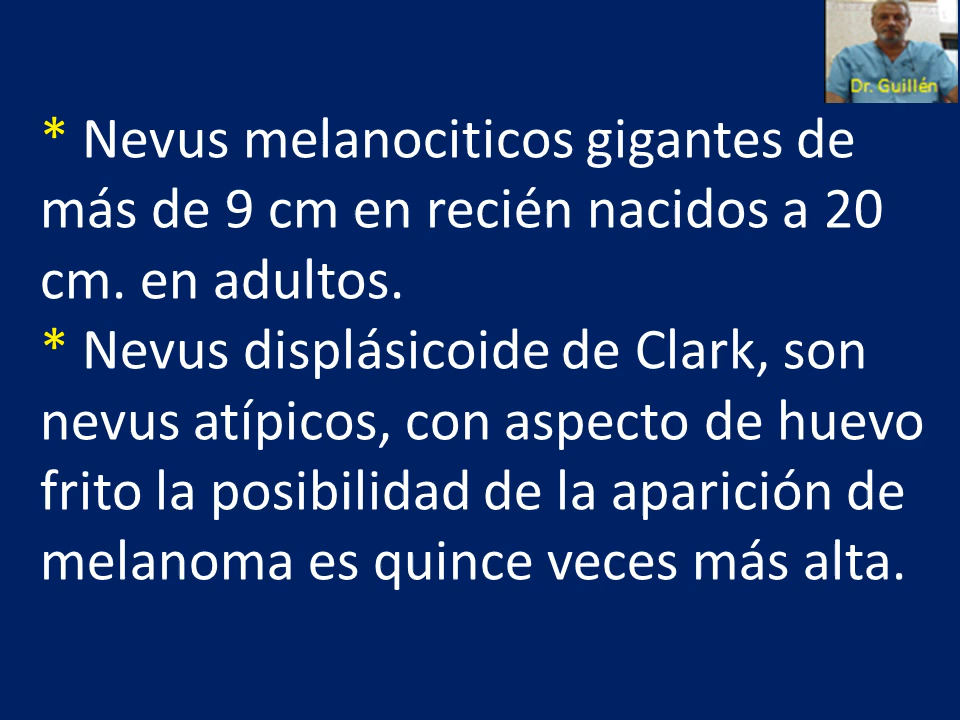 Dr. Guillén
* Nevus melanociticos gigantes de
más de 9 cm en recién nacidos a 20
cm. en adultos.
* Nevus displásicoide de Clark, son
nevus atípicos, con aspecto de huevo
frito la posibilidad de la aparición de
melanoma es quince veces más alta.